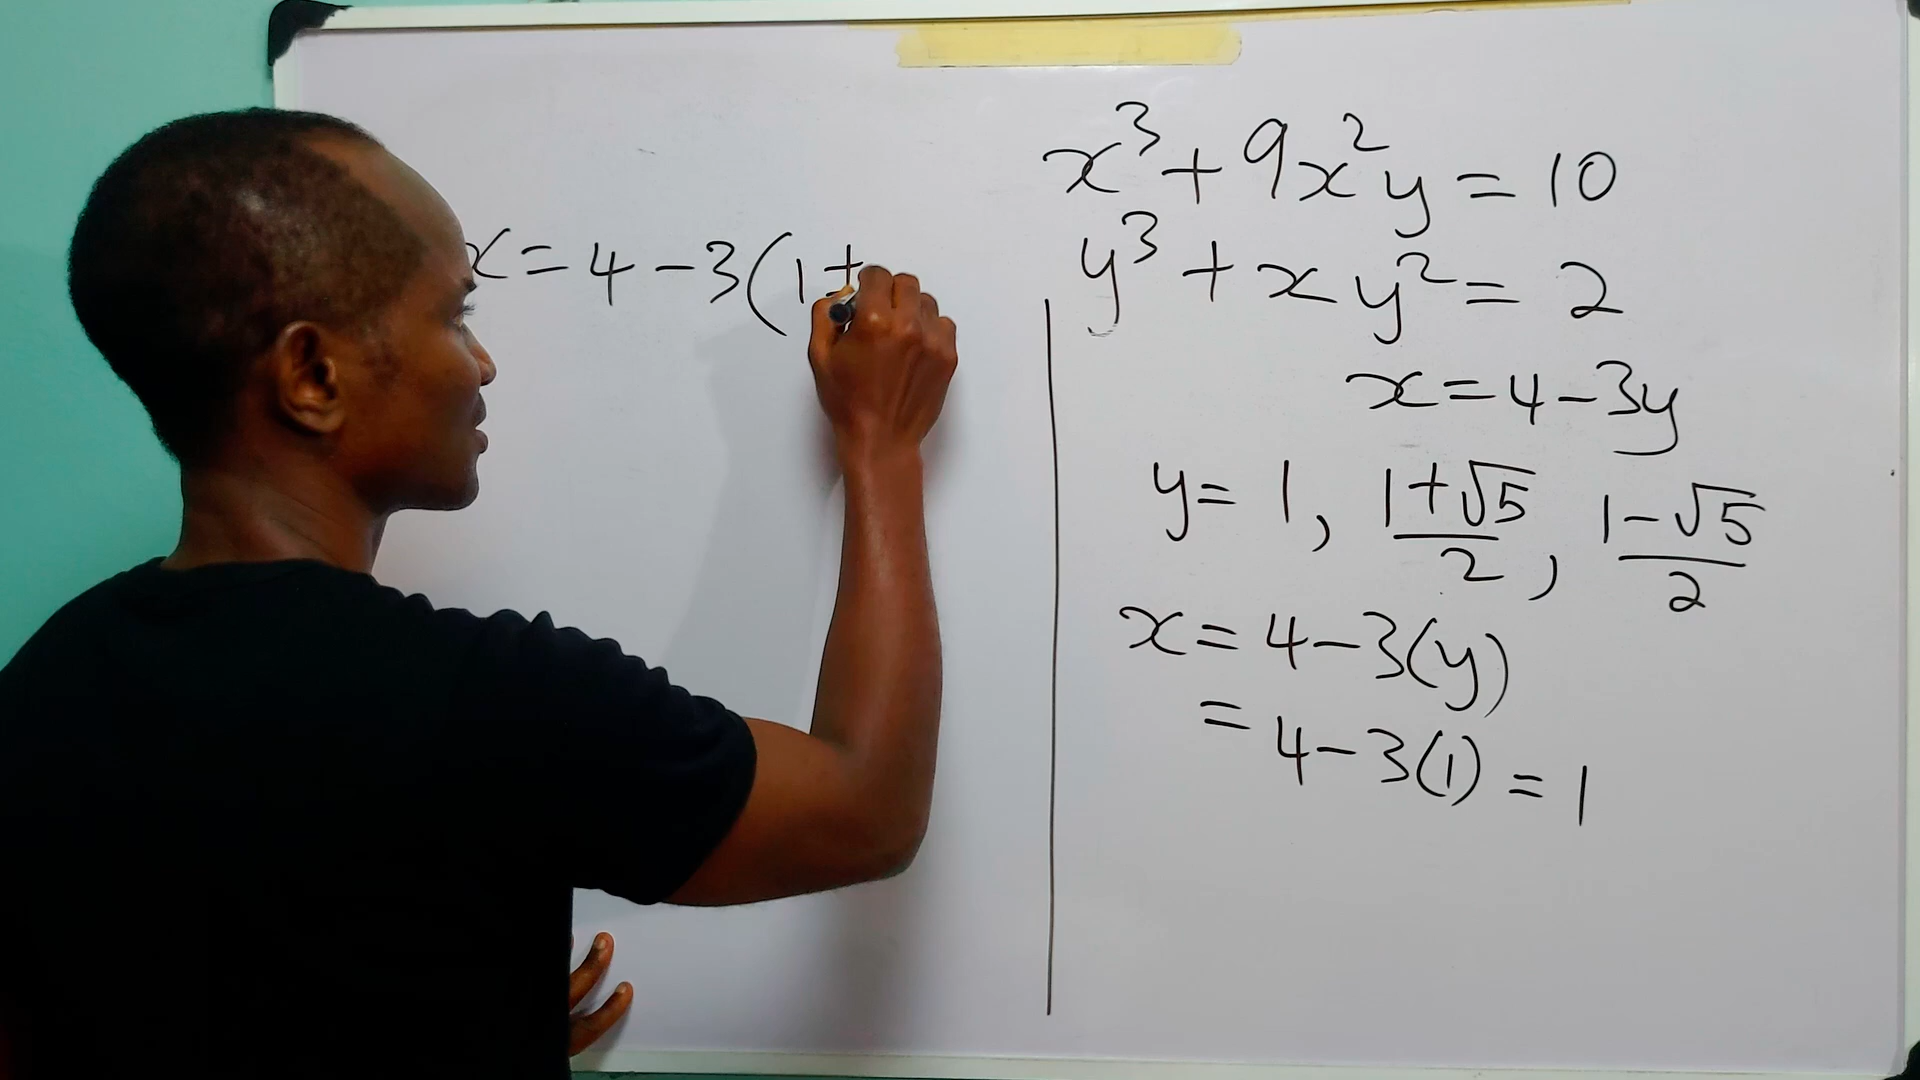 x = 4 - 3(1 +
x³ + 9x²y = 10
y³ + xy² = 2
x = 4 - 3y
y = 1, (1+√5)/2, (1-√5)/2
x = 4 - 3(y)
= 4 - 3(1) = 1